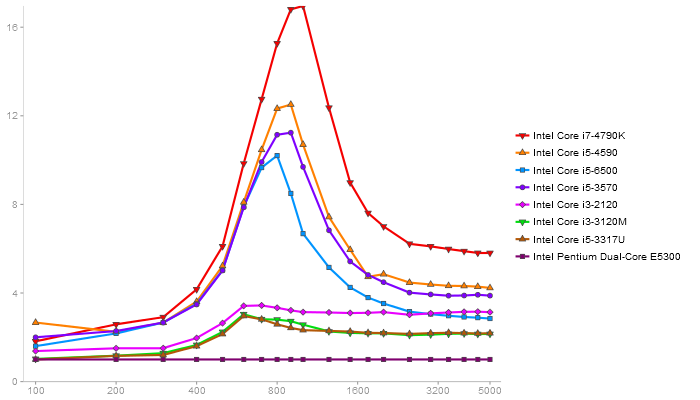 16
12
8
4
0
100 200 400 800 1600 3200 5000
Intel Core i7-4790K
Intel Core i5-4590
Intel Core i5-6500
Intel Core i5-3570
Intel Core i3-2120
Intel Core i3-3120M
Intel Core i5-3317U
Intel Pentium Dual-Core E5300